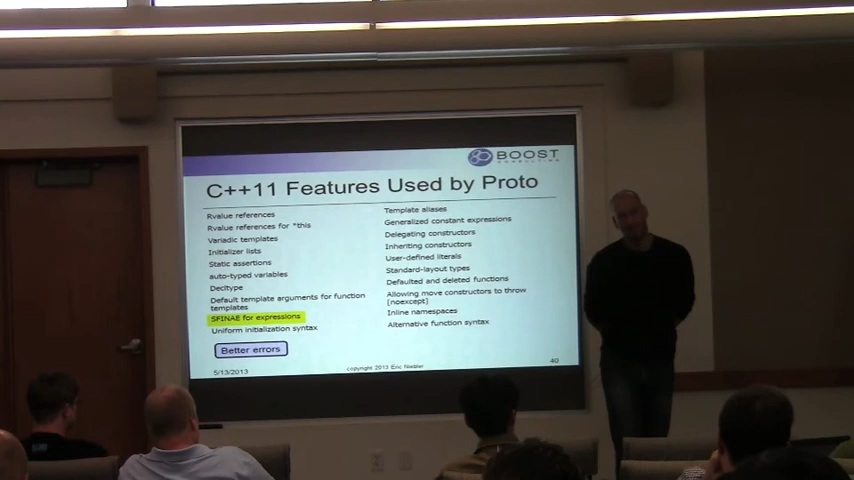 BOOST
CONSULTING
C++11 Features Used by Proto
Rvalue references
Rvalue references for *this
Variadic templates
Initializer lists
Static assertions
auto-typed variables
Decltype
Default template arguments for function
templates
SFINAE for expressions
Uniform initialization syntax
Template aliases
Generalized constant expressions
Delegating constructors
Inheriting constructors
User-defined literals
Standard-layout types
Defaulted and deleted functions
Allowing move constructors to throw
[noexcept]
Inline namespaces
Alternative function syntax
Better errors
5/13/2013
copyright 2013 Eric Niebler
40